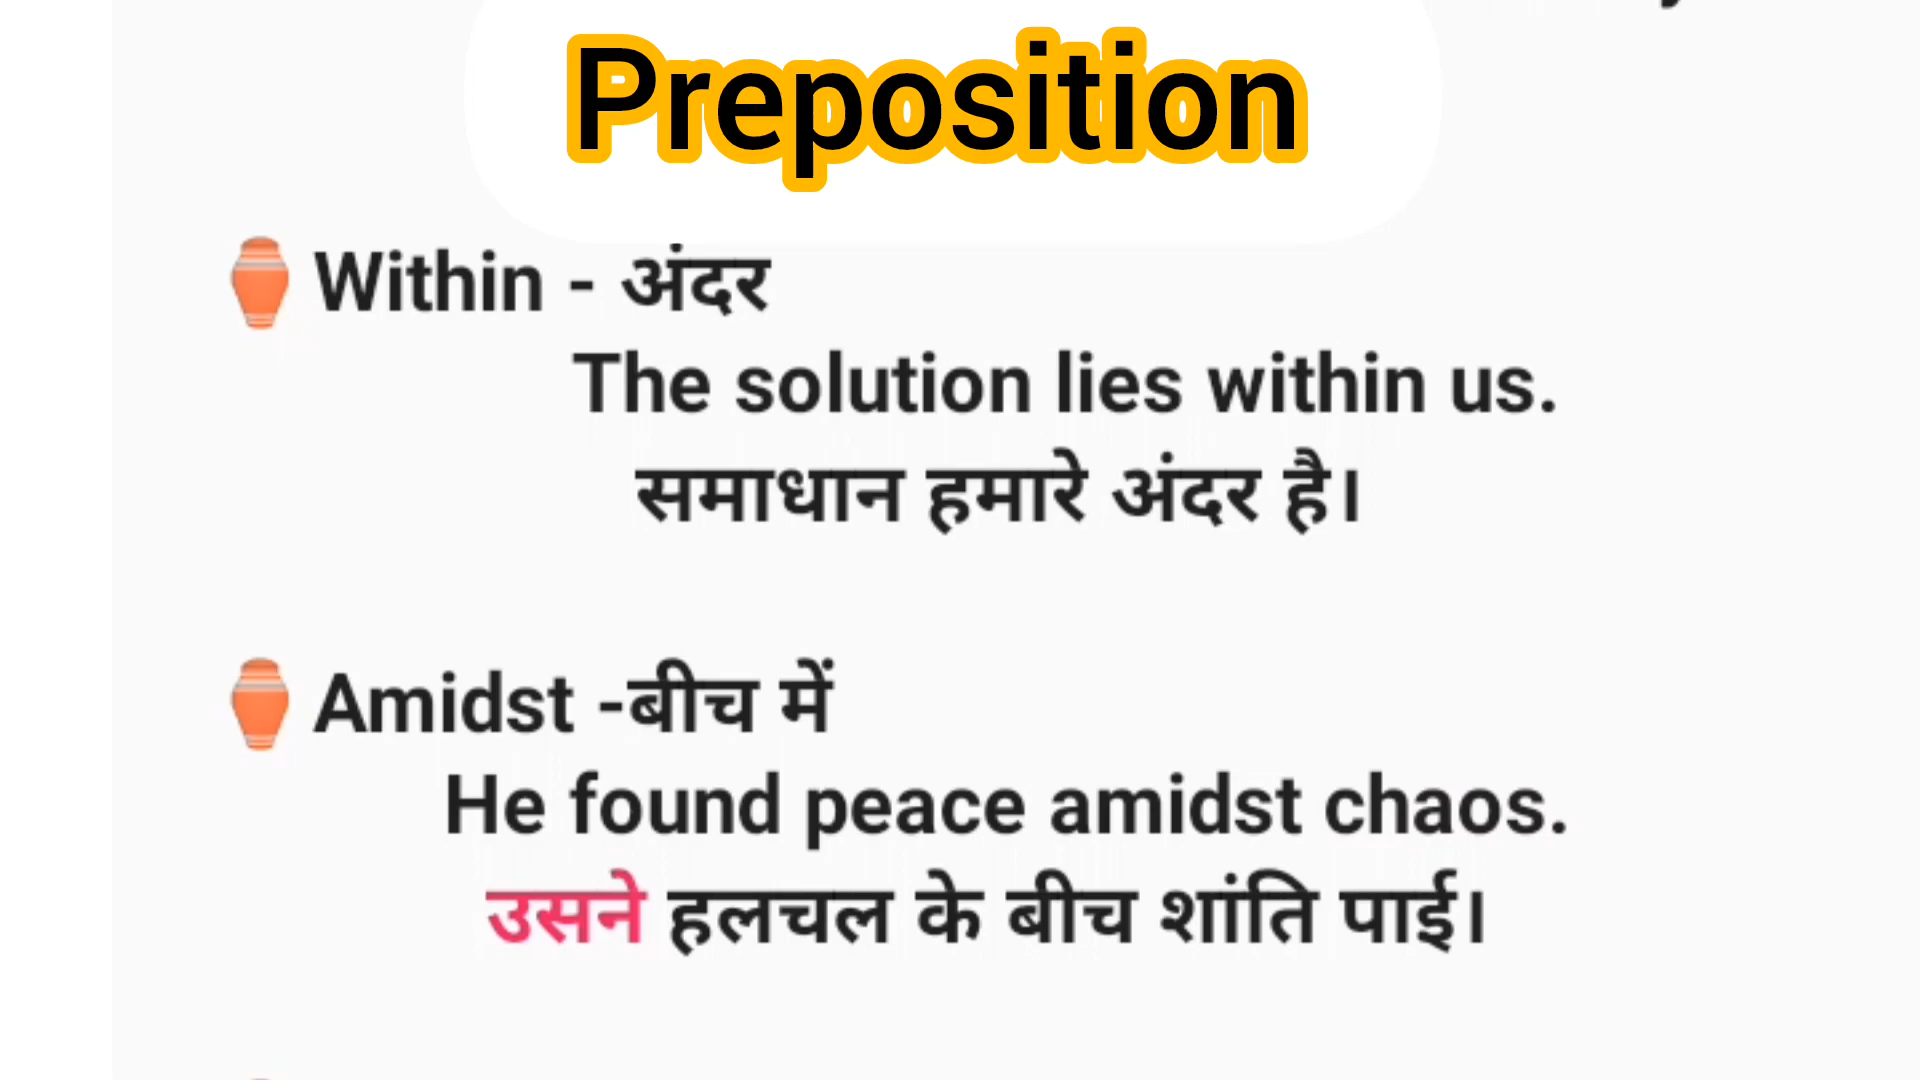 Preposition
Within - अंदर
The solution lies within us.
समाधान हमारे अंदर है।
Amidst -बीच में
He found peace amidst chaos.
उसने हलचल के बीच शांति पाई।